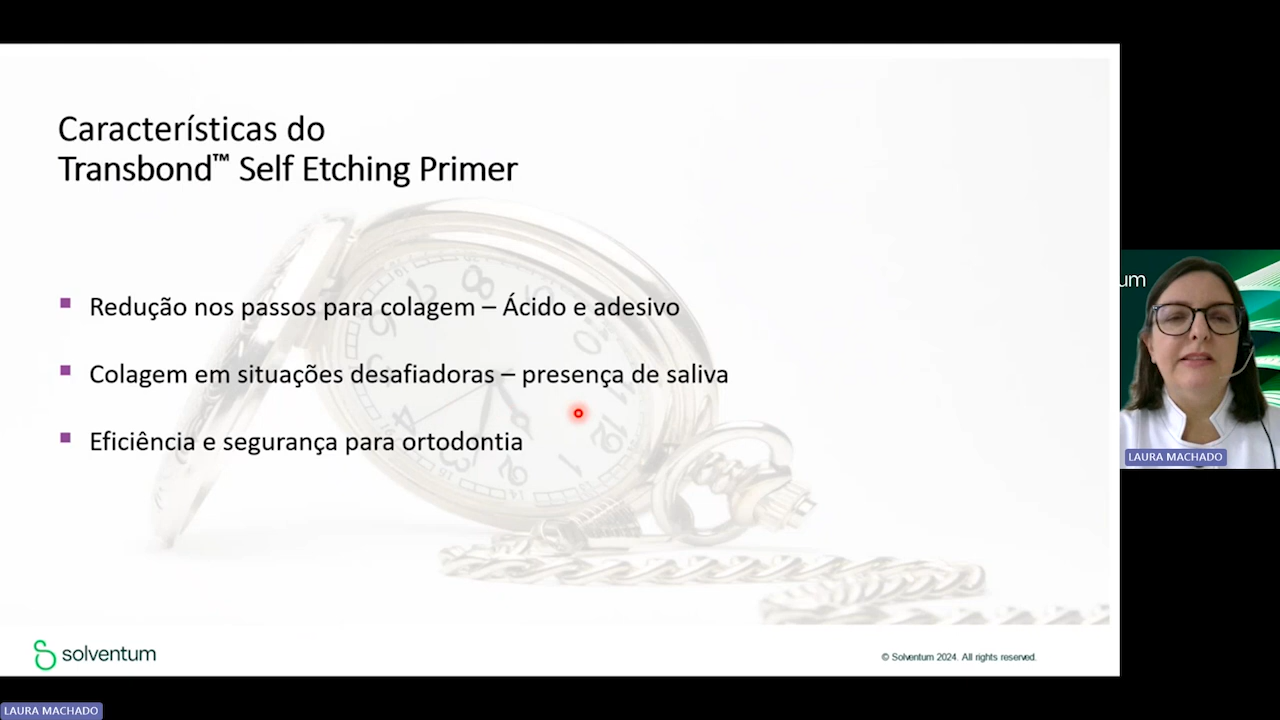 Características do
Transbond™ Self Etching Primer
Redução nos passos para colagem – Ácido e adesivo
Colagem em situações desafiadoras – presença de saliva
Eficiência e segurança para ortodontia
solventum
© Solventum 2024. All rights reserved.
um
LAURA MACHADO
LAURA MACHADO